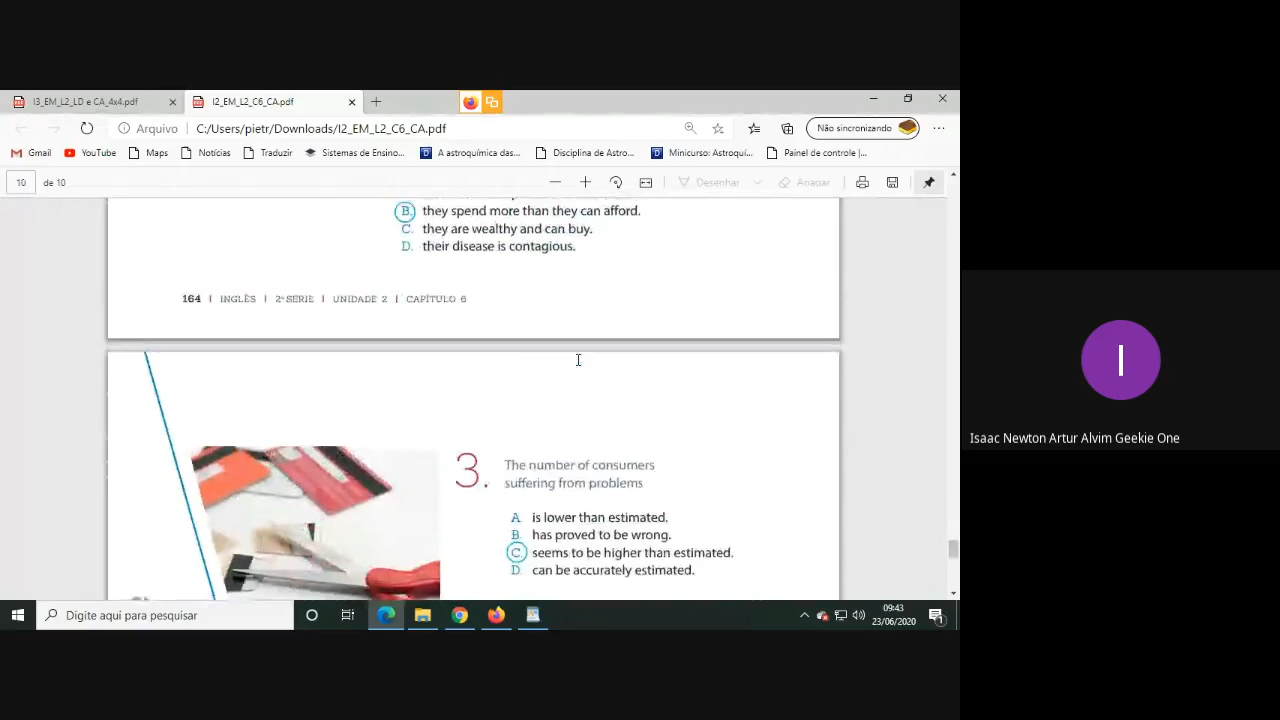 I3_EM_L2_LD e CA_4x4.pdf
I2_EM_L2_C6_CA.pdf
Arquivo
C:/Users/pietr/Downloads/I2_EM_L2_C6_CA.pdf
Não sincronizando
Gmail
YouTube
Maps
Notícias
Traduzir
Sistemas de Ensino...
A astroquímica das...
Disciplina de Astro...
Minicurso: Astroquí...
Painel de controle |...
10 de 10
Desenhar
Apagar
B. they spend more than they can afford.
C. they are wealthy and can buy.
D. their disease is contagious.
164 | INGLÊS | 2ª SÉRIE | UNIDADE 2 | CAPÍTULO 6
3. The number of consumers
suffering from problems
A. is lower than estimated.
B. has proved to be wrong.
C. seems to be higher than estimated.
D. can be accurately estimated.
I
Isaac Newton Artur Alvim Geekie One
Digite aqui para pesquisar
09:43
23/06/2020
1